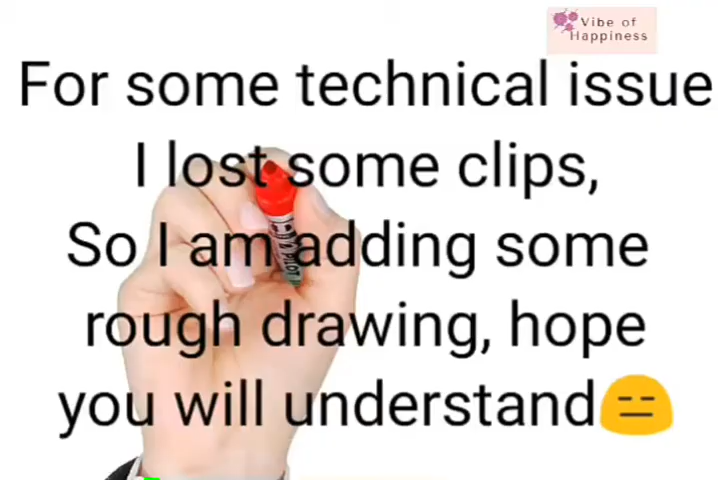 Vibe of
Happiness
For some technical issue
I lost some clips,
So I am adding some
rough drawing, hope
you will understand😑
PILOT